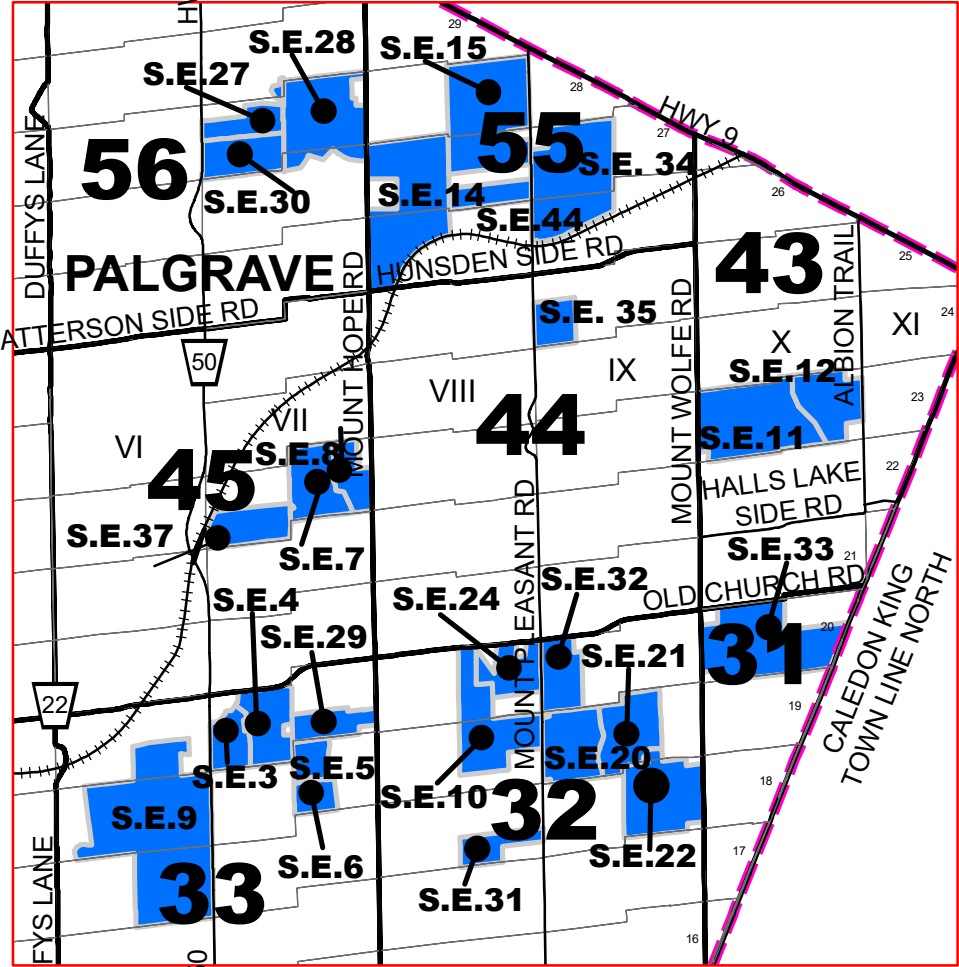 HW
29
S.E.28
S.E.15
S.E.27
28
HWY 9
27
DUFFYS LANE
56
55
S.E. 34
26
S.E.30
S.E.14
S.E.44
ALBION TRAIL
HUNSDEN SIDE RD
43
25
PALGRAVE
MOUNT HOPE RD
MOUNT WOLFE RD
ATTERSON SIDE RD
S.E. 35
24
XI
X
50
IX
S.E.12
VIII
23
VII
44
VI
S.E.8
S.E.11
45
22
HALLS LAKE
SIDE RD
S.E.37
MOUNT PLEASANT RD
S.E.7
S.E.33
21
S.E.32
OLD CHURCH RD
S.E.24
S.E.4
CALEDON KING
TOWN LINE NORTH
S.E.29
S.E.21
31
20
22
19
S.E.3
S.E.5
S.E.20
18
S.E.10
32
S.E.9
17
S.E.22
S.E.6
33
S.E.31
FYS LANE
16
50